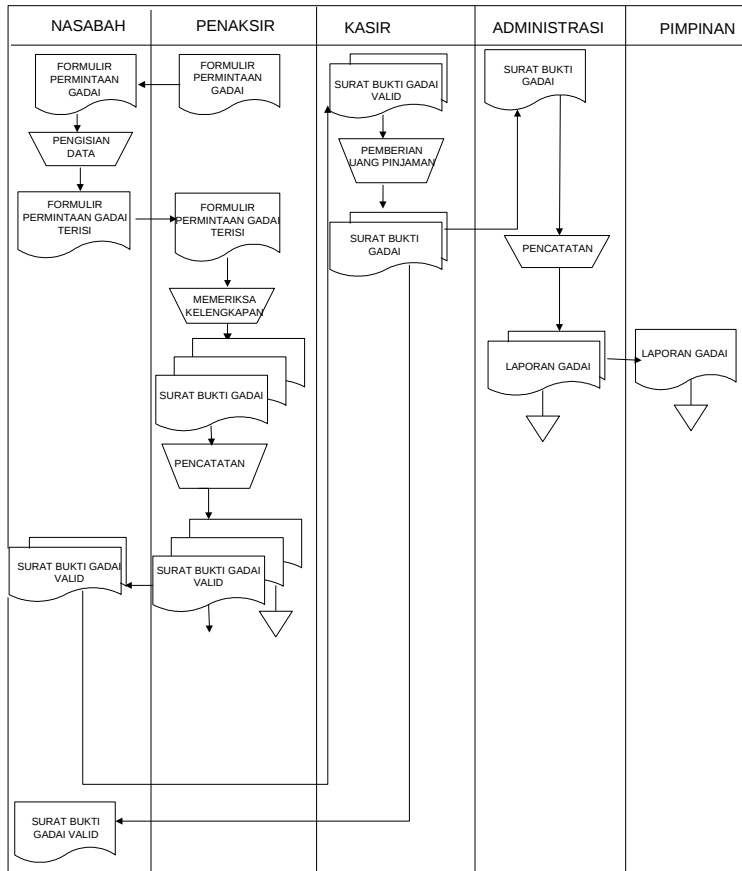 NASABAH
PENAKSIR
KASIR
ADMINISTRASI
PIMPINAN
FORMULIR
PERMINTAAN
GADAI
PENGISIAN
DATA
FORMULIR
PERMINTAAN GADAI
TERISI
SURAT BUKTI GADAI
VALID
SURAT BUKTI
GADAI VALID
FORMULIR
PERMINTAAN
GADAI
FORMULIR
PERMINTAAN GADAI
TERISI
MEMERIKSA
KELENGKAPAN
SURAT BUKTI GADAI
PENCATATAN
SURAT BUKTI GADAI
VALID
SURAT BUKTI GADAI
VALID
PEMBERIAN
UANG PINJAMAN
SURAT BUKTI
GADAI
SURAT BUKTI
GADAI
PENCATATAN
LAPORAN GADAI
LAPORAN GADAI